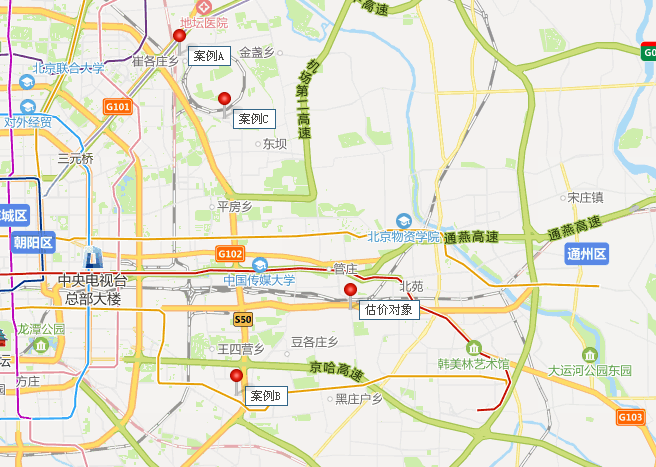 高速
地坛医院
案例A
金盏乡
崔各庄乡
G0
北京联合大学
机场第二高速
案例C
G101
对外经贸
东坝
三元桥
宋庄镇
平房乡
城区
朝阳区
北京物资学院
通燕高速
通燕高速
通州区
G102
管庄
中国传媒大学
中央电视台
总部大楼
北苑
估价对象
S50
龙潭公园
豆各庄乡
王四营乡
坛
京哈高速
韩美林艺术馆
大运河公园东园
方庄
园
案例B
黑庄户乡
G103